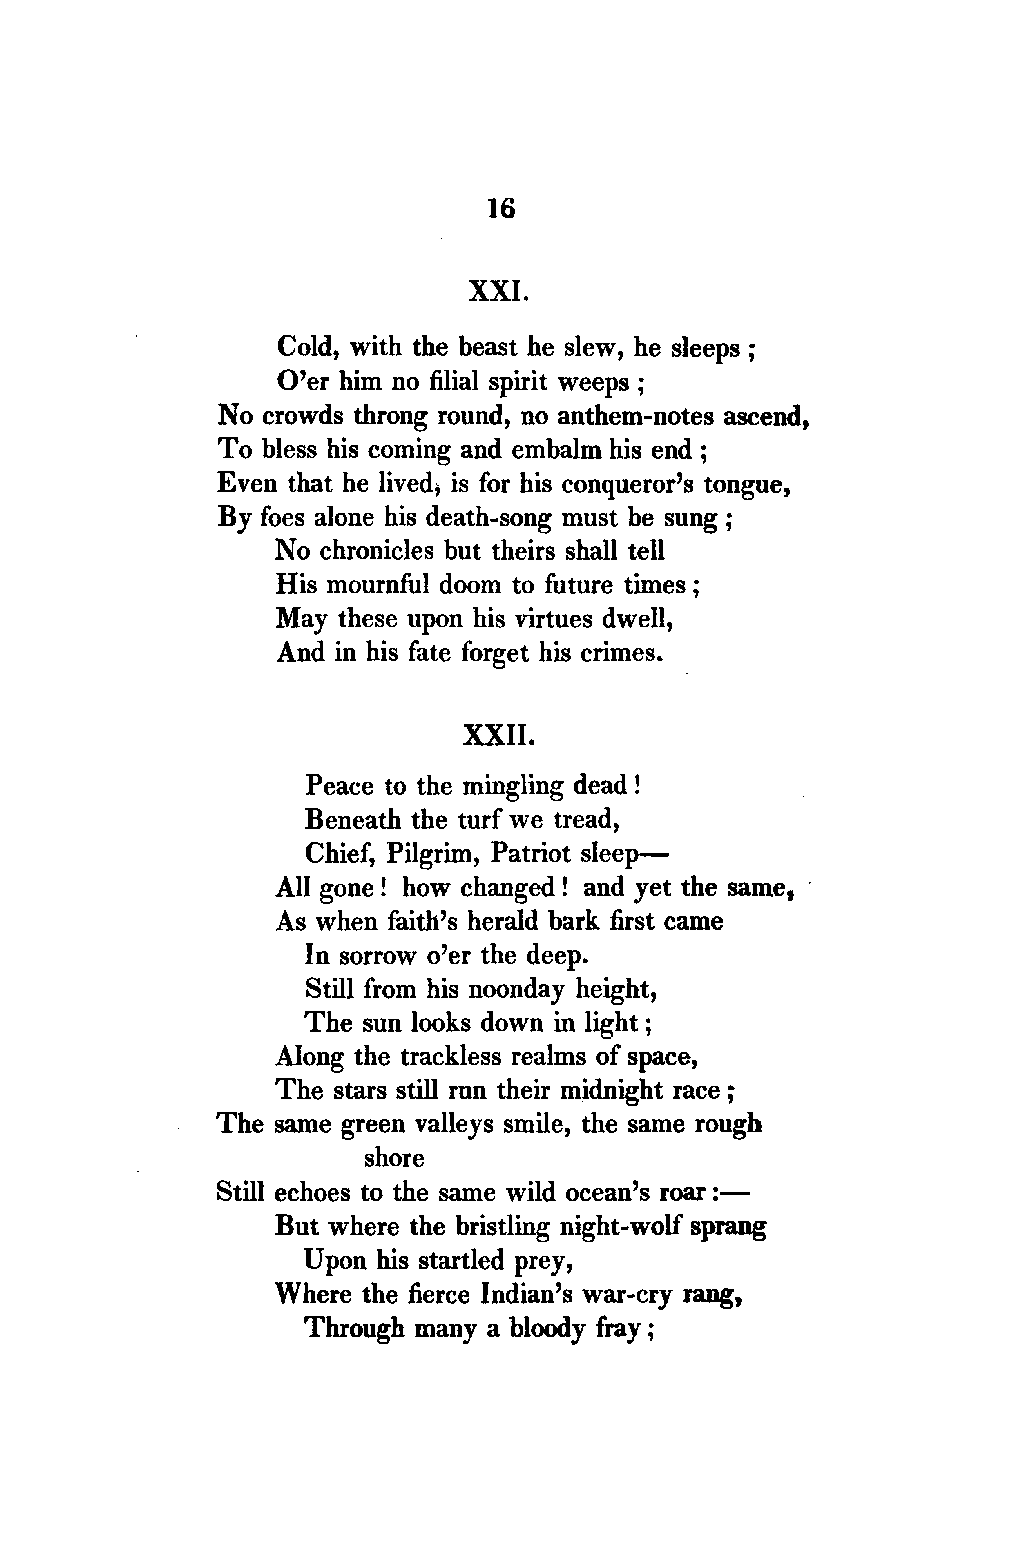 16
XXI.
Cold, with the beast he slew, he sleeps ;
O'er him no filial spirit weeps ;
No crowds throng round, no anthem-notes ascend,
To bless his coming and embalm his end ;
Even that he lived, is for his conqueror's tongue,
By foes alone his death-song must be sung ;
No chronicles but theirs shall tell
His mournful doom to future times ;
May these upon his virtues dwell,
And in his fate forget his crimes.
XXII.
Peace to the mingling dead !
Beneath the turf we tread,
Chief, Pilgrim, Patriot sleep—
All gone ! how changed ! and yet the same,
As when faith's herald bark first came
In sorrow o'er the deep.
Still from his noonday height,
The sun looks down in light ;
Along the trackless realms of space,
The stars still run their midnight race ;
The same green valleys smile, the same rough
shore
Still echoes to the same wild ocean's roar :—
But where the bristling night-wolf sprang
Upon his startled prey,
Where the fierce Indian's war-cry rang,
Through many a bloody fray ;